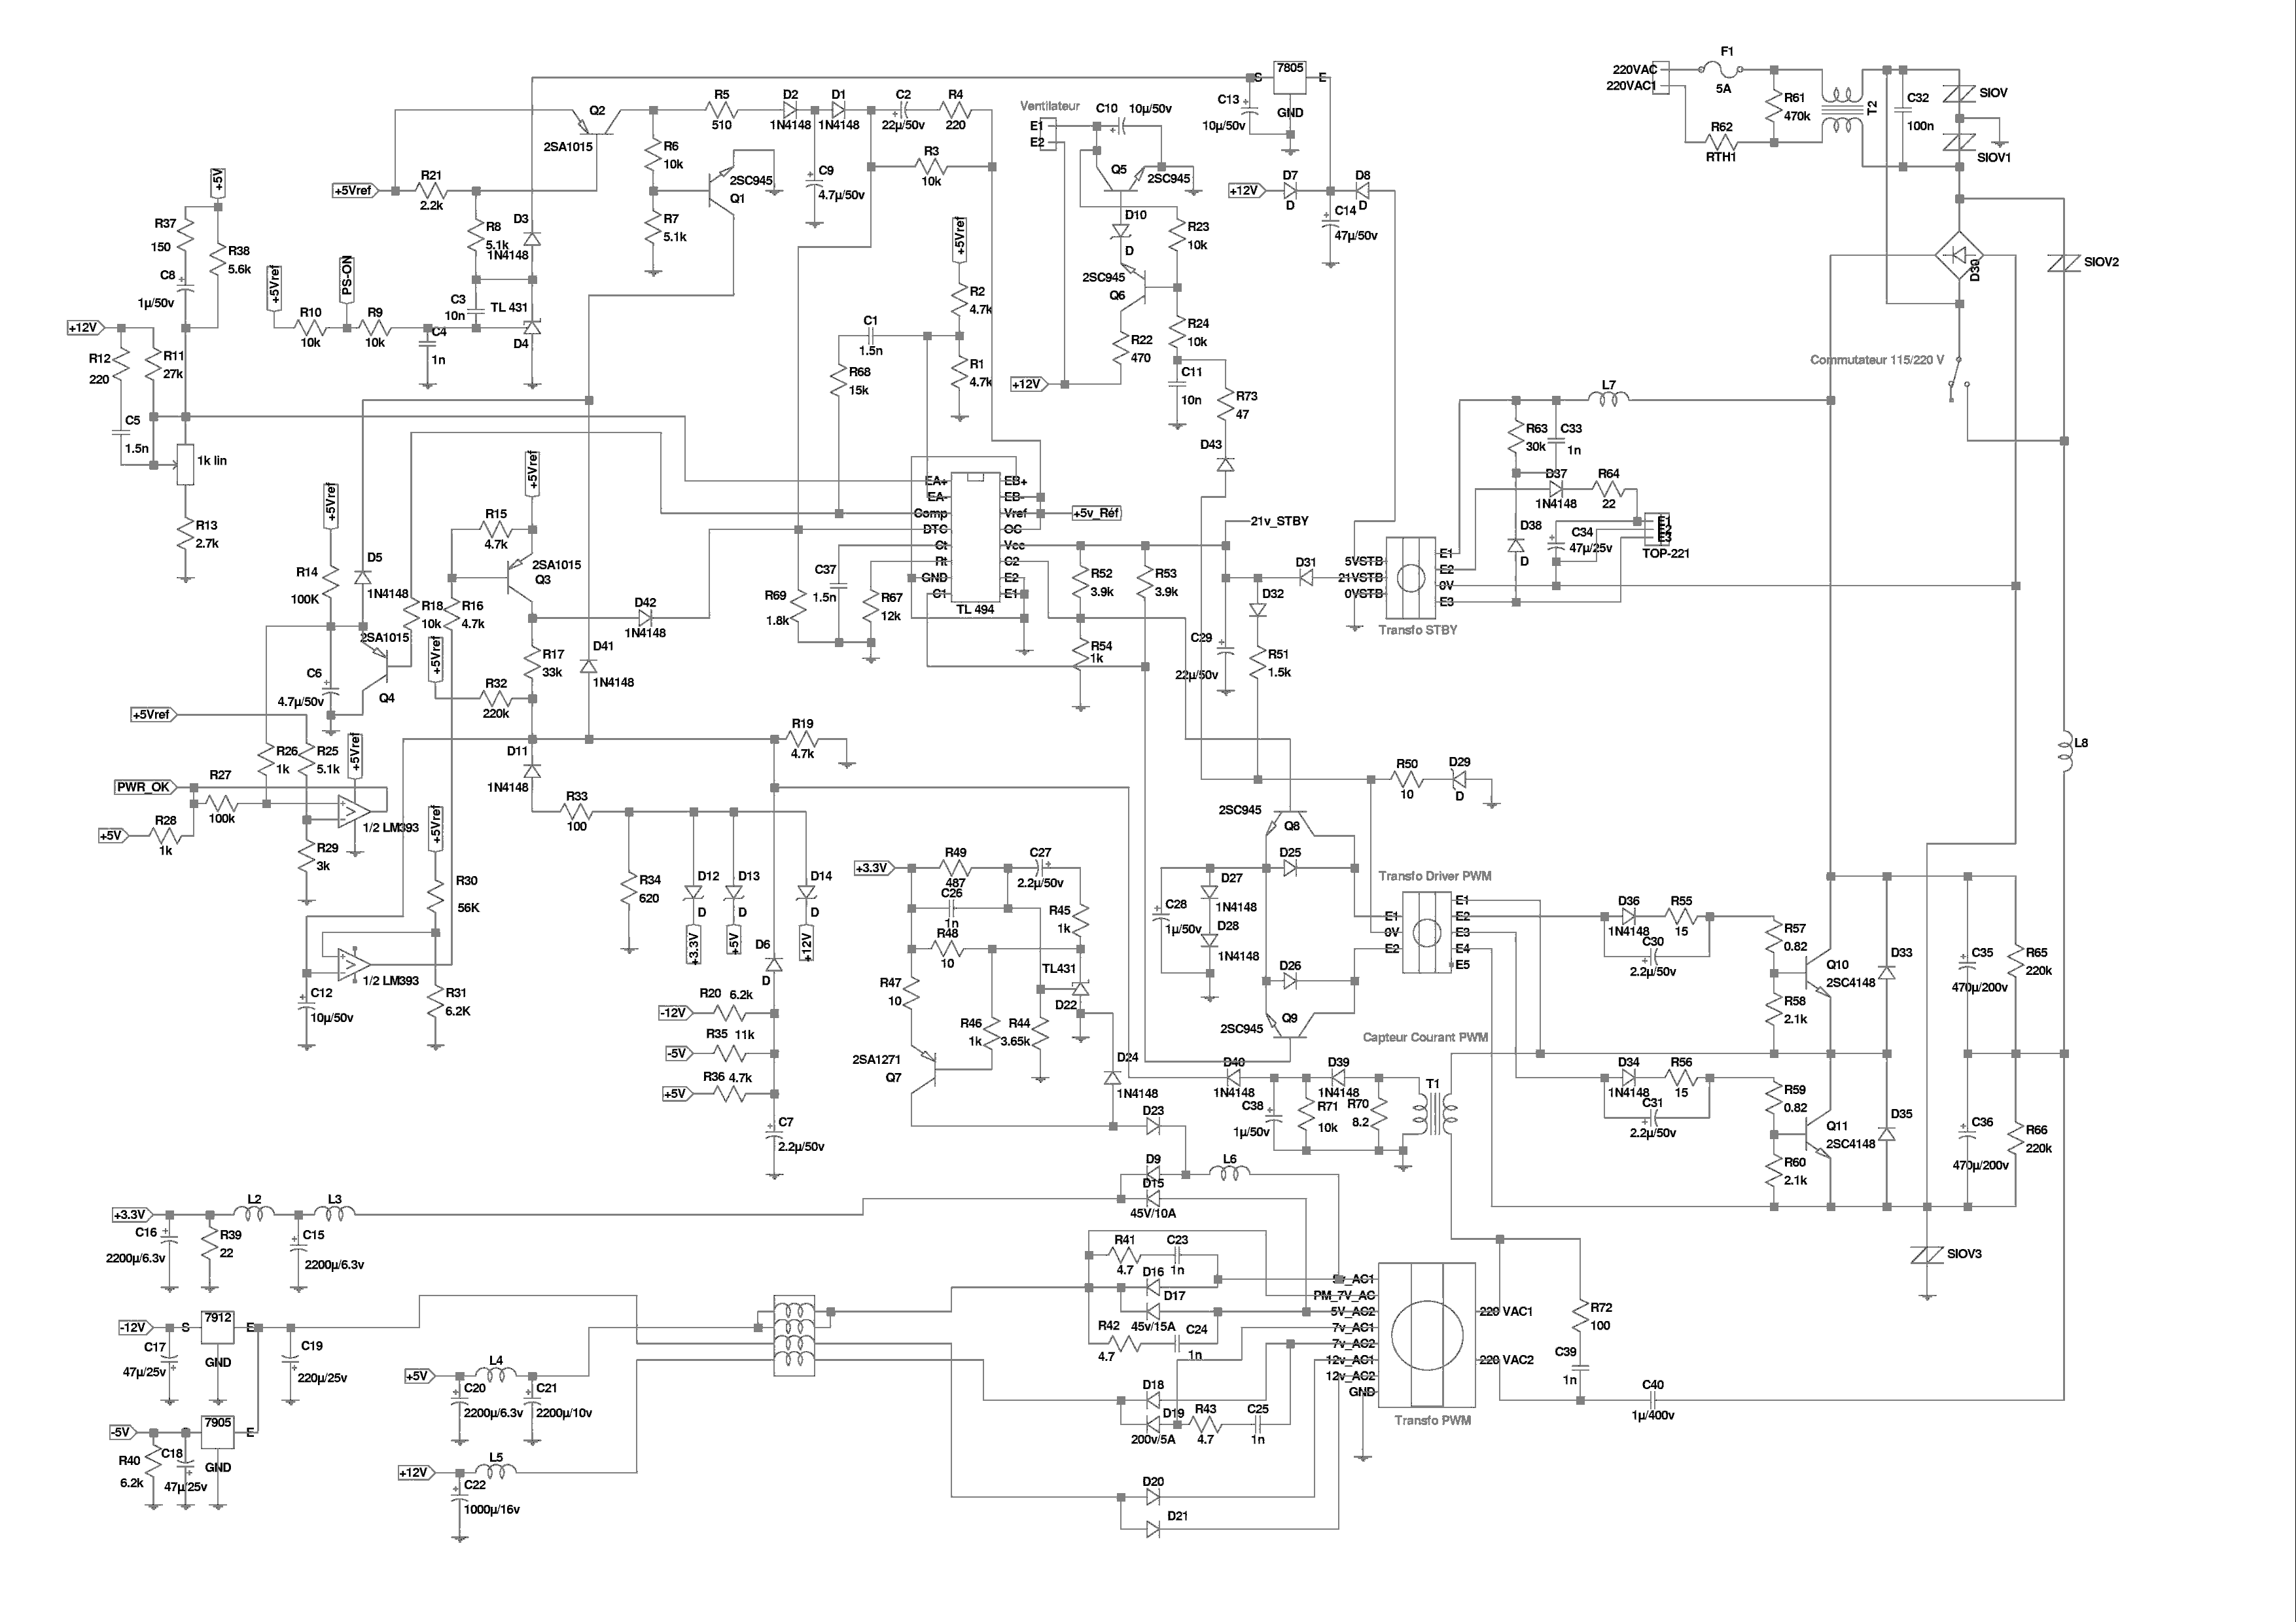 220VAC
220VAC1
F1
5A
R61
470k
R62
RTH1
T2
C32
100n
SIOV
SIOV1
7805
S
E
GND
C13
10µ/50v
Q2
2SA1015
R5
510
D2
1N4148
D1
1N4148
C2
22µ/50v
R4
220
Ventilateur
E1
E2
C10
10µ/50v
R6
10k
R3
10k
Q5
2SC945
2SC945
Q1
C9
4.7µ/50v
+5V
+5Vref
R21
2.2k
+12V
D7
D
D8
D
C14
47µ/50v
R37
150
R38
5.6k
R8
5.1k
D3
1N4148
R7
5.1k
+5Vref
D10
D
R23
10k
SIOV2
D30
C8
1µ/50v
+5Vref
PS-ON
2SC945
Q6
R2
4.7k
C3
10n
TL 431
D4
R10
10k
R9
10k
C4
1n
C1
1.5n
R24
10k
R22
470
+12V
R12
220
R11
27k
R68
15k
R1
4.7k
+12V
C11
10n
R73
47
Commutateur 115/220 V
L7
C5
1.5n
1k lin
D43
R63
30k
C33
1n
+5Vref
EA+
EA-
Comp
DTC
Ct
Rt
GND
C1
EB+
EB-
Vref
OC
Vcc
C2
E2
E1
TL 494
+5v_Réf
D37
1N4148
R64
22
+5Vref
R13
2.7k
R15
4.7k
21v_STBY
D38
D
C34
47µ/25v
E1
E2
E3
TOP-221
D5
1N4148
R14
100K
2SA1015
Q3
C37
1.5n
R52
3.9k
R53
3.9k
D31
5VSTB
21VSTB
0VSTB
E1
E2
0V
E3
Transfo STBY
R18
10k
R16
4.7k
D42
1N4148
R69
1.8k
R67
12k
D32
2SA1015
Q4
+5Vref
R17
33k
D41
1N4148
R54
1k
C29
22µ/50v
R51
1.5k
C6
4.7µ/50v
R32
220k
+5Vref
R19
4.7k
L8
R26
1k
R25
5.1k
+5Vref
D11
1N4148
R50
10
D29
D
PWR_OK
R27
100k
+5V
R28
1k
1/2 LM393
+5Vref
R33
100
2SC945
Q8
R29
3k
R49
487
C27
2.2µ/50v
+3.3V
D25
Transfo Driver PWM
R30
56K
R34
620
D12
D
D13
D
D14
D
C26
1n
R45
1k
D27
1N4148
C28
1µ/50v
E1
0V
E2
E1
E2
E3
E4
E5
D36
1N4148
R55
15
C30
2.2µ/50v
R57
0.82
+3.3V
+5V
+12V
D6
D
R48
10
D28
1N4148
1/2 LM393
TL431
D22
D26
Q10
2SC4148
D33
C35
470µ/200v
R65
220k
C12
10µ/50v
R31
6.2K
-12V
R20
6.2k
R47
10
R46
1k
R44
3.65k
2SC945
Q9
R58
2.1k
-5V
R35
11k
2SA1271
Q7
D24
1N4148
Capteur Courant PWM
D40
1N4148
D39
1N4148
T1
D34
1N4148
R56
15
C31
2.2µ/50v
+5V
R36
4.7k
C38
1µ/50v
R71
10k
R70
8.2
R59
0.82
D23
Q11
2SC4148
D35
C36
470µ/200v
R66
220k
C7
2.2µ/50v
D9
L6
R60
2.1k
D15
45V/10A
+3.3V
L2
L3
C16
2200µ/6.3v
R39
22
C15
2200µ/6.3v
R41
4.7
C23
1n
SIOV3
D16
D17
45v/15A
R42
4.7
C24
1n
5v_AC1
PM_7V_AC
5V_AC2
7v_AC1
7v_AC2
12v_AC1
12v_AC2
GND
220 VAC1
220 VAC2
Transfo PWM
R72
100
-12V
S
7912
E
GND
C17
47µ/25v
C19
220µ/25v
C39
1n
+5V
L4
C20
2200µ/6.3v
C21
2200µ/10v
D18
D19
200v/5A
R43
4.7
C25
1n
C40
1µ/400v
-5V
7905
E
GND
R40
6.2k
C18
47µ/25v
+12V
L5
C22
1000µ/16v
D20
D21